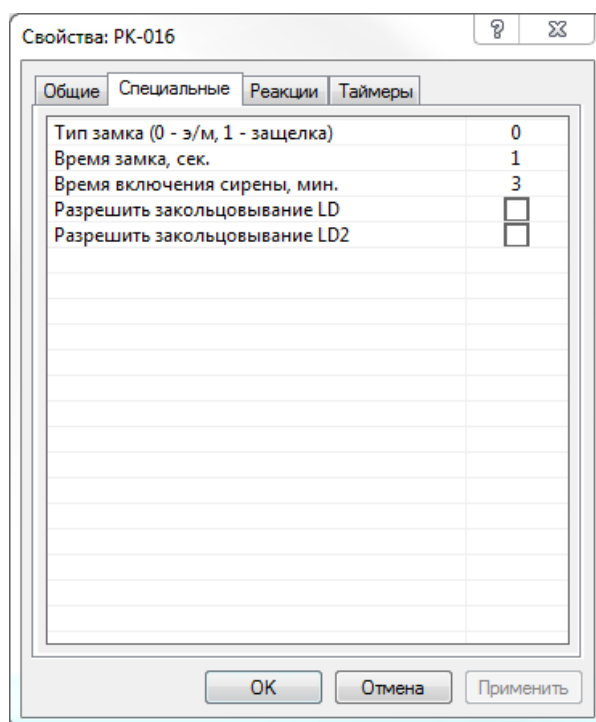 Свойства: РК-016
Общие Специальные Реакции Таймеры
Тип замка (0 - э/м, 1 - защелка) 0
Время замка, сек. 1
Время включения сирены, мин. 3
Разрешить закольцовывание LD
Разрешить закольцовывание LD2
OK Отмена Применить